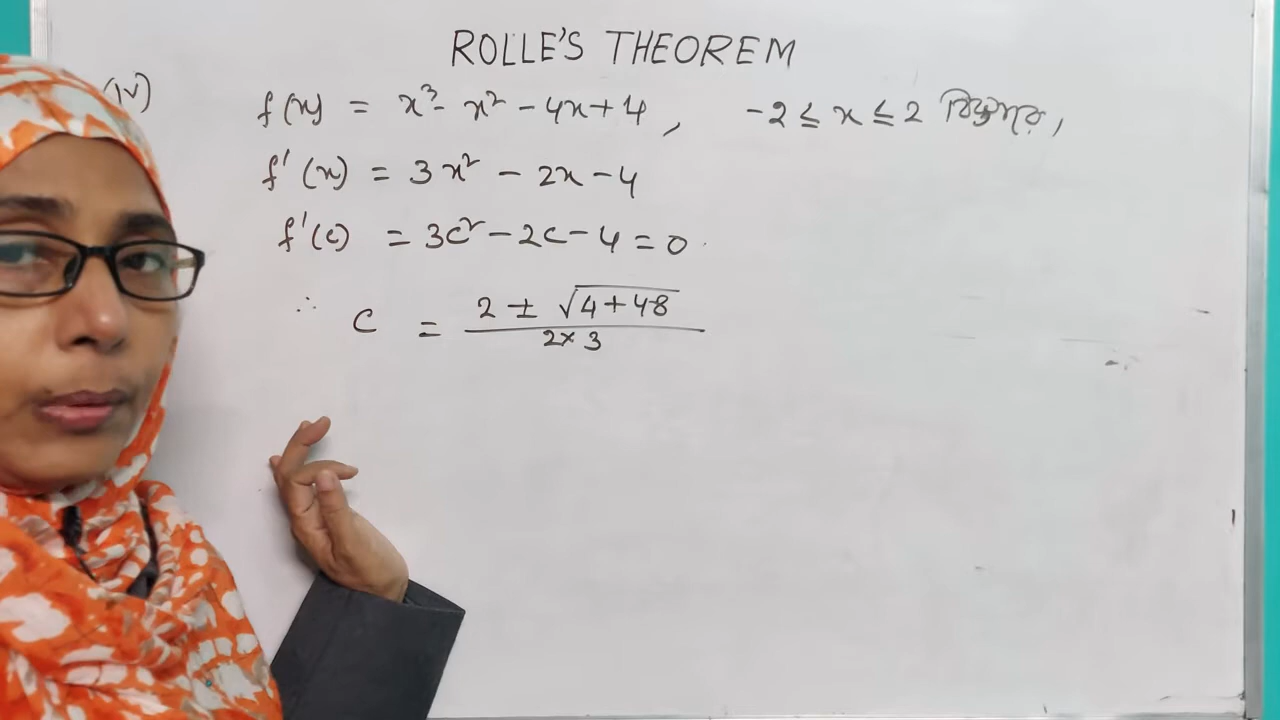 ROLLE'S THEOREM
(iv) f(x) = x³ - x² - 4x + 4, -2 ≤ x ≤ 2
f'(x) = 3x² - 2x - 4
f'(c) = 3c² - 2c - 4 = 0
∴ c = (2 ± √(4+48)) / (2×3)